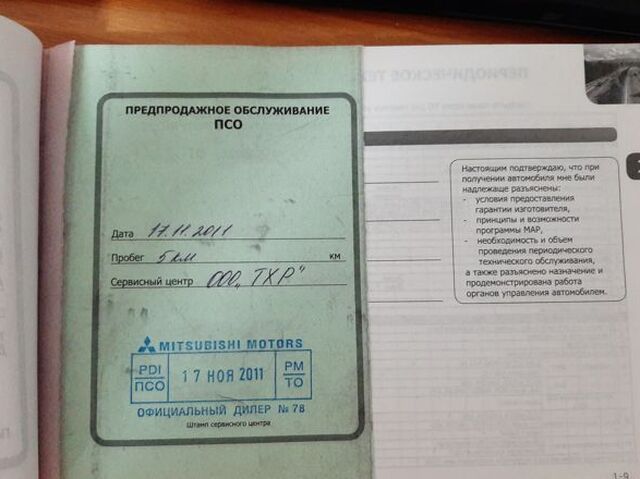 ПРЕДПРОДАЖНОЕ ОБСЛУЖИВАНИЕ
ПСО
Дата 17.11.2011
Пробег 5 км км
Сервисный центр ООО „ТХР"
MITSUBISHI MOTORS
PDI
ПСО
17 НОЯ 2011
PM
ТО
ОФИЦИАЛЬНЫЙ ДИЛЕР № 78
Штамп сервисного центра
ПЕРИОДИЧЕСКОЕ ТЕ
Настоящим подтверждаю, что при
получении автомобиля мне были
надлежаще разъяснены:
- условия предоставления
гарантии изготовителя,
- принципы и возможности
программы МАР,
- необходимость и объем
проведения периодического
технического обслуживания,
а также разъяснено назначение и
продемонстрирована работа
органов управления автомобилем.
1-9